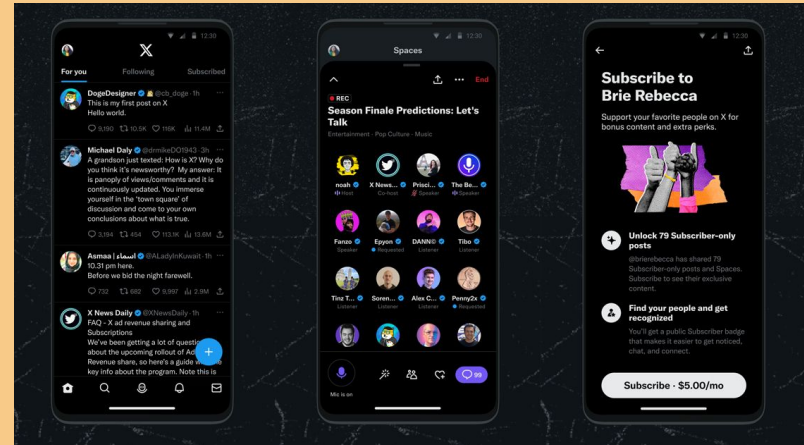 12:30
X
For you Following Subscribed
DogeDesigner @cb_doge · 1h
This is my first post on X
Hello world.
9,190 10.5K 116K 11.4M
Michael Daly @drmikeDO1943 · 3h
A grandson just texted: How is X? Why do
you think it's newsworthy? My answer: It
is panoply of views/comments and it is
continuously updated. You immerse
yourself in the 'town square' of
discussion and come to your own
conclusions about what is true.
3,194 454 113.1K 13.6M
Asmaa | اسماء @ALadyInKuwait · 1h
10.31 pm here.
Before we bid the night farewell.
732 682 9,997 2.9M
X News Daily @XNewsDaily · 1h
FAQ - X ad revenue sharing and
Subscriptions
We've been getting a lot of
about the upcoming rollout of Ad
Revenue share, so here's a guide
key info about the program. Note this is
12:30
Spaces
End
REC
Season Finale Predictions: Let's
Talk
Entertainment · Pop Culture · Music
noah X News... Prisci... The Be...
Host Co-host Speaker Speaker
Fanzo Epyon DANN© Tibo
Speaker Requested Listener Listener
Tinz T... Soren... Alex C... Penny2x
Listener Listener Listener Requested
99
Mic is on
12:30
Subscribe to
Brie Rebecca
Support your favorite people on X for
bonus content and extra perks.
Unlock 79 Subscriber-only
posts
@brierebecca has shared 79
Subscriber-only posts and Spaces.
Subscribe to see their exclusive
content.
Find your people and get
recognized
You'll get a public Subscriber badge
that makes it easier to get noticed,
chat, and connect.
Subscribe · $5.00/mo